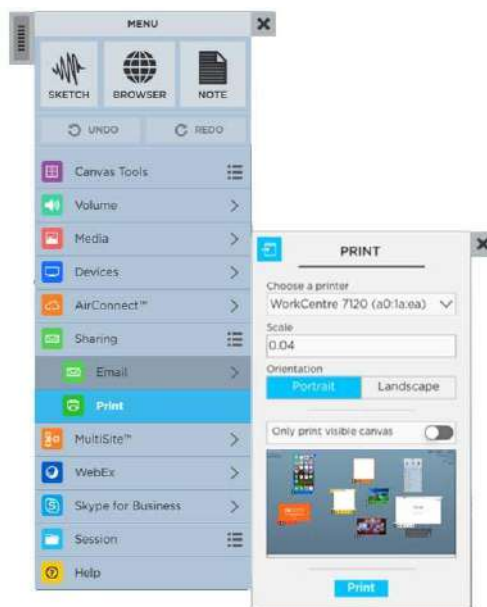 MENU
SKETCH
BROWSER
NOTE
UNDO
REDO
Canvas Tools
Volume
Media
Devices
AirConnect™
Sharing
Email
Print
MultiSite™
WebEx
Skype for Business
Session
Help
PRINT
Choose a printer
WorkCentre 7120 (a0:1a:ea)
Scale
0.04
Orientation
Portrait
Landscape
Only print visible canvas
Print